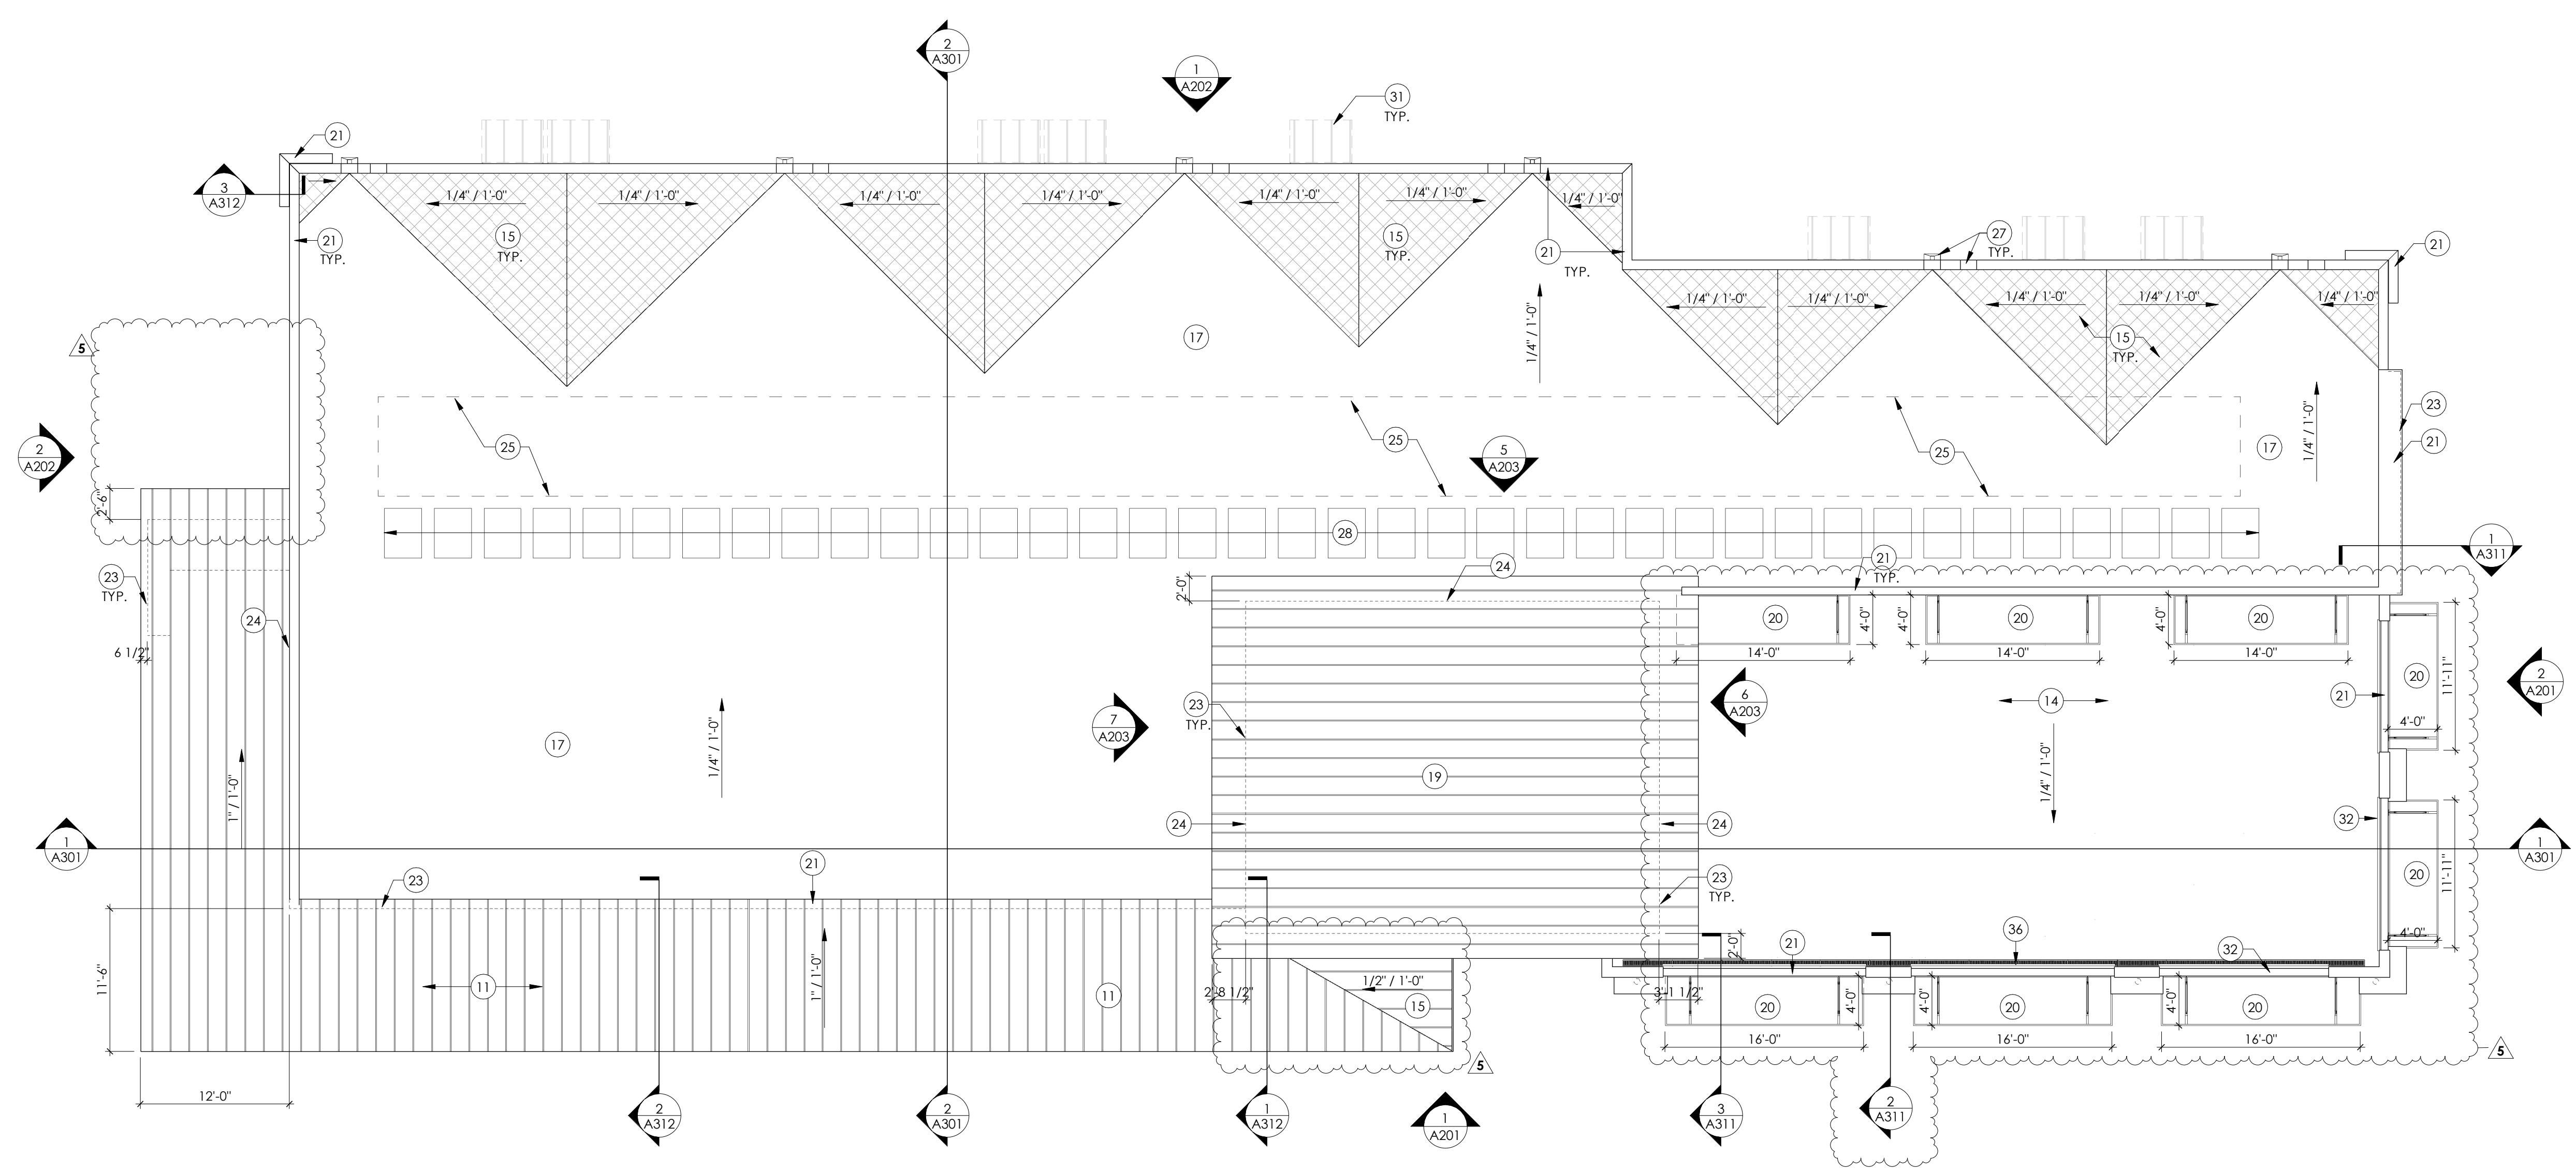 2
A301
1
A202
31
TYP.
21
3
A312
1/4" / 1'-0"
1/4" / 1'-0"
1/4" / 1'-0"
1/4" / 1'-0"
1/4" / 1'-0"
1/4" / 1'-0"
1/4" / 1'-0"
21
TYP.
15
TYP.
15
TYP.
21
TYP.
27
TYP.
21
1/4" / 1'-0"
1/4" / 1'-0"
1/4" / 1'-0"
1/4" / 1'-0"
1/4" / 1'-0"
5
17
1/4" / 1'-0"
15
TYP.
2
A202
25
25
5
A203
25
17
1/4" / 1'-0"
23
21
2'-6"
28
1
A311
23
TYP.
24
6 1/2"
2'-0"
24
21
TYP.
20
4'-0"
4'-0"
20
4'-0"
20
14'-0"
14'-0"
14'-0"
20
11'-11"
4'-0"
21
2
A201
23
TYP.
7
A203
6
A203
14
17
1/4" / 1'-0"
19
1/4" / 1'-0"
1" / 1'-0"
24
24
32
1
A301
1
A301
21
23
23
TYP.
20
11'-11"
4'-0"
36
21
32
2'-0"
11'-6"
11
1" / 1'-0"
11
2'-8 1/2"
1/2" / 1'-0"
15
3'-1 1/2"
20
4'-0"
4'-0"
20
4'-0"
20
16'-0"
16'-0"
16'-0"
5
5
12'-0"
2
A312
2
A301
1
A312
1
A201
3
A311
2
A311